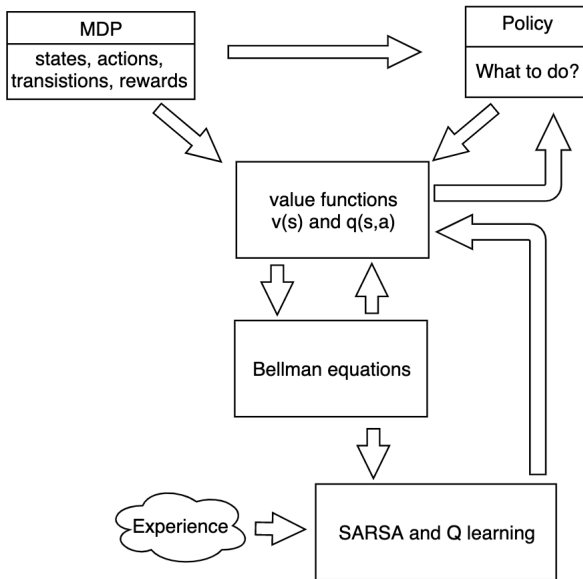 MDP
states, actions,
transistions, rewards
Policy
What to do?
value functions
v(s) and q(s,a)
Bellman equations
Experience
SARSA and Q learning